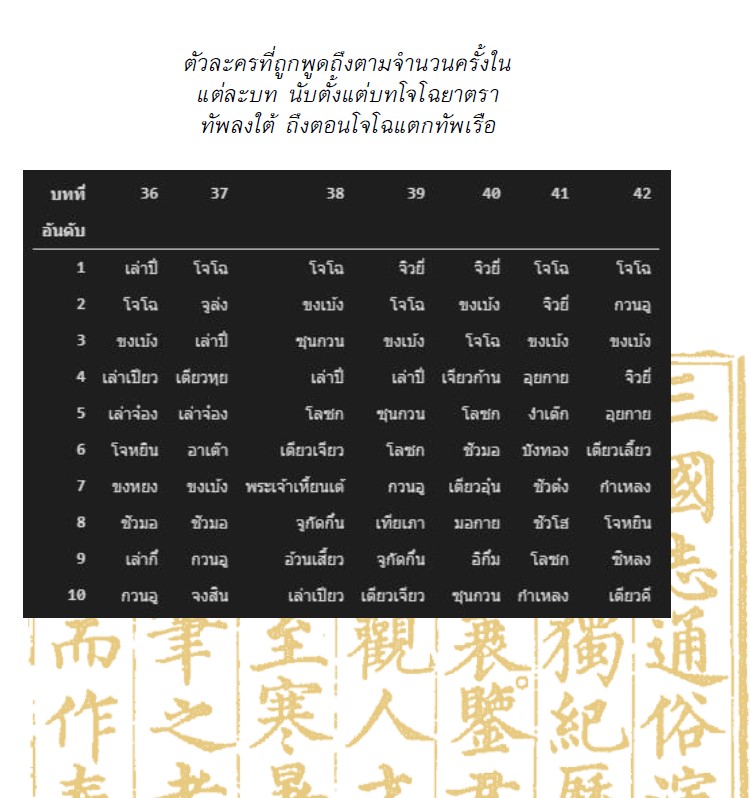 ตัวละครที่ถูกพูดถึงตามจำนวนครั้งใน
แต่ละบท นับตั้งแต่บทโจโฉยาตรา
ทัพลงใต้ ถึงตอนโจโฉแตกทัพเรือ
บทที่ 36 37 38 39 40 41 42
อันดับ
1 เล่าปี่ โจโฉ โจโฉ จิวยี่ จิวยี่ โจโฉ โจโฉ
2 โจโฉ จูล่ง ขงเบ้ง โจโฉ ขงเบ้ง จิวยี่ กวนอู
3 ขงเบ้ง เล่าปี่ ซุนกวน ขงเบ้ง โจโฉ ขงเบ้ง ขงเบ้ง
4 เล่าเปียว เตียวหุย เล่าปี่ เล่าปี่ เจียวก้าน อุยกาย จิวยี่
5 เล่าจ๋อง เล่าจ๋อง โลซก ซุนกวน โลซก งำเต๊ก อุยกาย
6 โจหยิน อาเต๊า เตียวเจียว โลซก ชัวมอ บังทอง เตียวเลี้ยว
7 ขงหยง ขงเบ้ง พระเจ้าเหี้ยนเต้ กวนอู เตียวอุ๋น ชัวต๋ง กำเหลง
8 ชัวมอ ชัวมอ จูกัดกิ๋น เทียเภา มอกาย ชัวโฮ โจหยิน
9 เล่ากี๋ กวนอู อ้วนเสี้ยว จูกัดกิ๋น อิกิ๋ม โลซก ชีหลง
10 กวนอู จงสิน เล่าเปียว เตียวเจียว ซุนกวน กำเหลง เตียวคี
三
國
志
而 筆 至 觀 襄 獨 通
作 之 寒 人 鑒 紀 俗